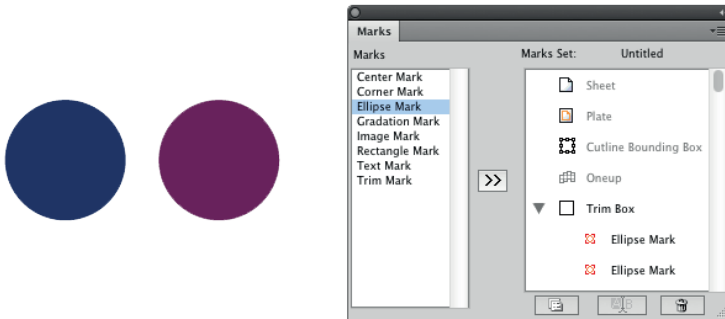 Marks
Marks
Marks Set: Untitled
Center Mark
Corner Mark
Ellipse Mark
Gradation Mark
Image Mark
Rectangle Mark
Text Mark
Trim Mark
Sheet
Plate
Cutline Bounding Box
Oneup
Trim Box
Ellipse Mark
Ellipse Mark